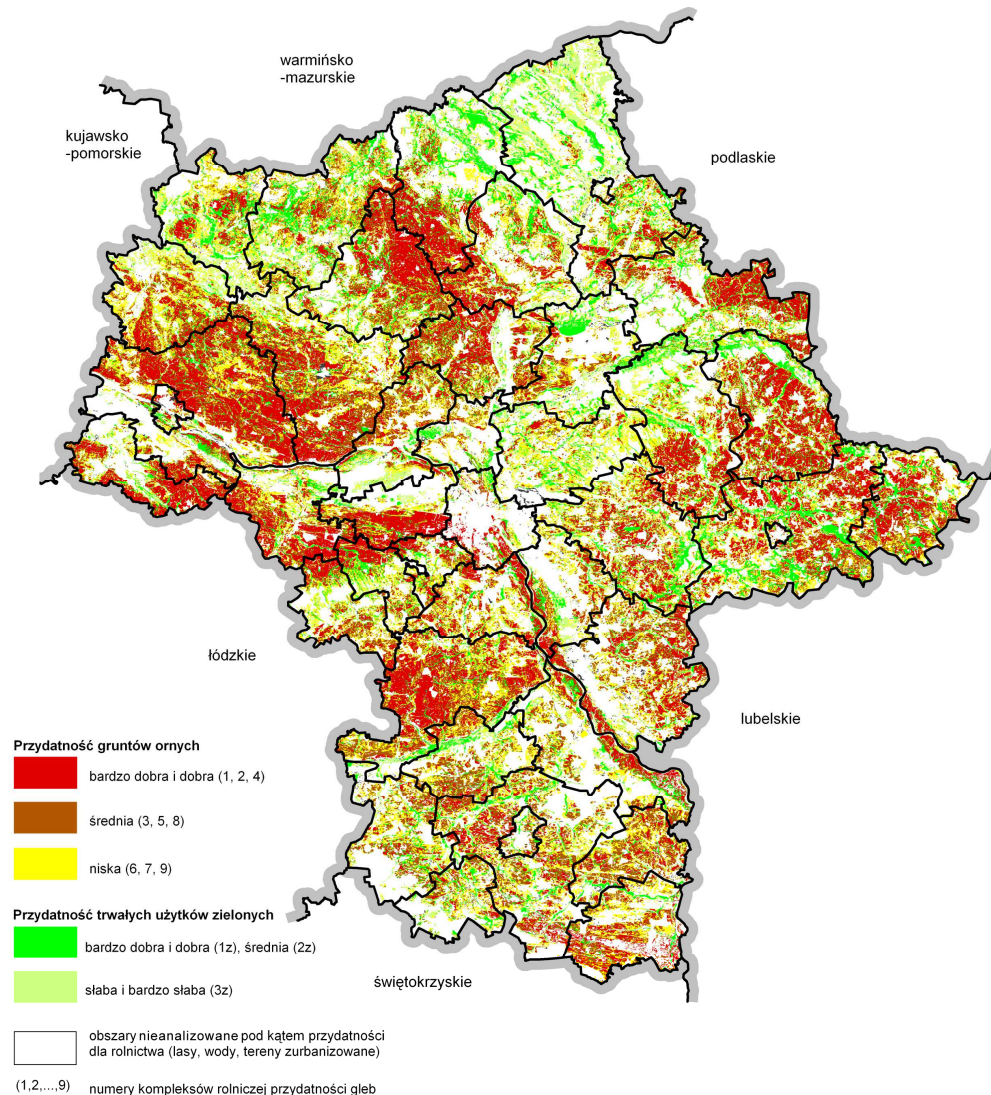 warmińsko
-mazurskie
kujawsko
-pomorskie
podlaskie
łódzkie
lubelskie
świętokrzyskie
Przydatność gruntów ornych
bardzo dobra i dobra (1, 2, 4)
średnia (3, 5, 8)
niska (6, 7, 9)
Przydatność trwałych użytków zielonych
bardzo dobra i dobra (1z), średnia (2z)
słaba i bardzo słaba (3z)
obszary nieanalizowane pod kątem przydatności
dla rolnictwa (lasy, wody, tereny zurbanizowane)
(1,2,...,9) numery kompleksów rolniczej przydatności gleb